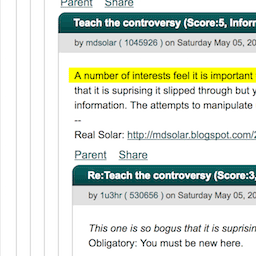 Parent Share
Teach the controversy (Score:5, Inform
by mdsolar ( 1045926 ) on Saturday May 05, 20
A number of interests feel it is important
that it is suprising it slipped through but y
information. The attempts to manipulate
--
Real Solar: http://mdsolar.blogspot.com/2
Parent Share
Re:Teach the controversy (Score:3,
by 1u3hr ( 530656 ) on Saturday May 05, 20
This one is so bogus that it is suprisin
Obligatory: You must be new here.